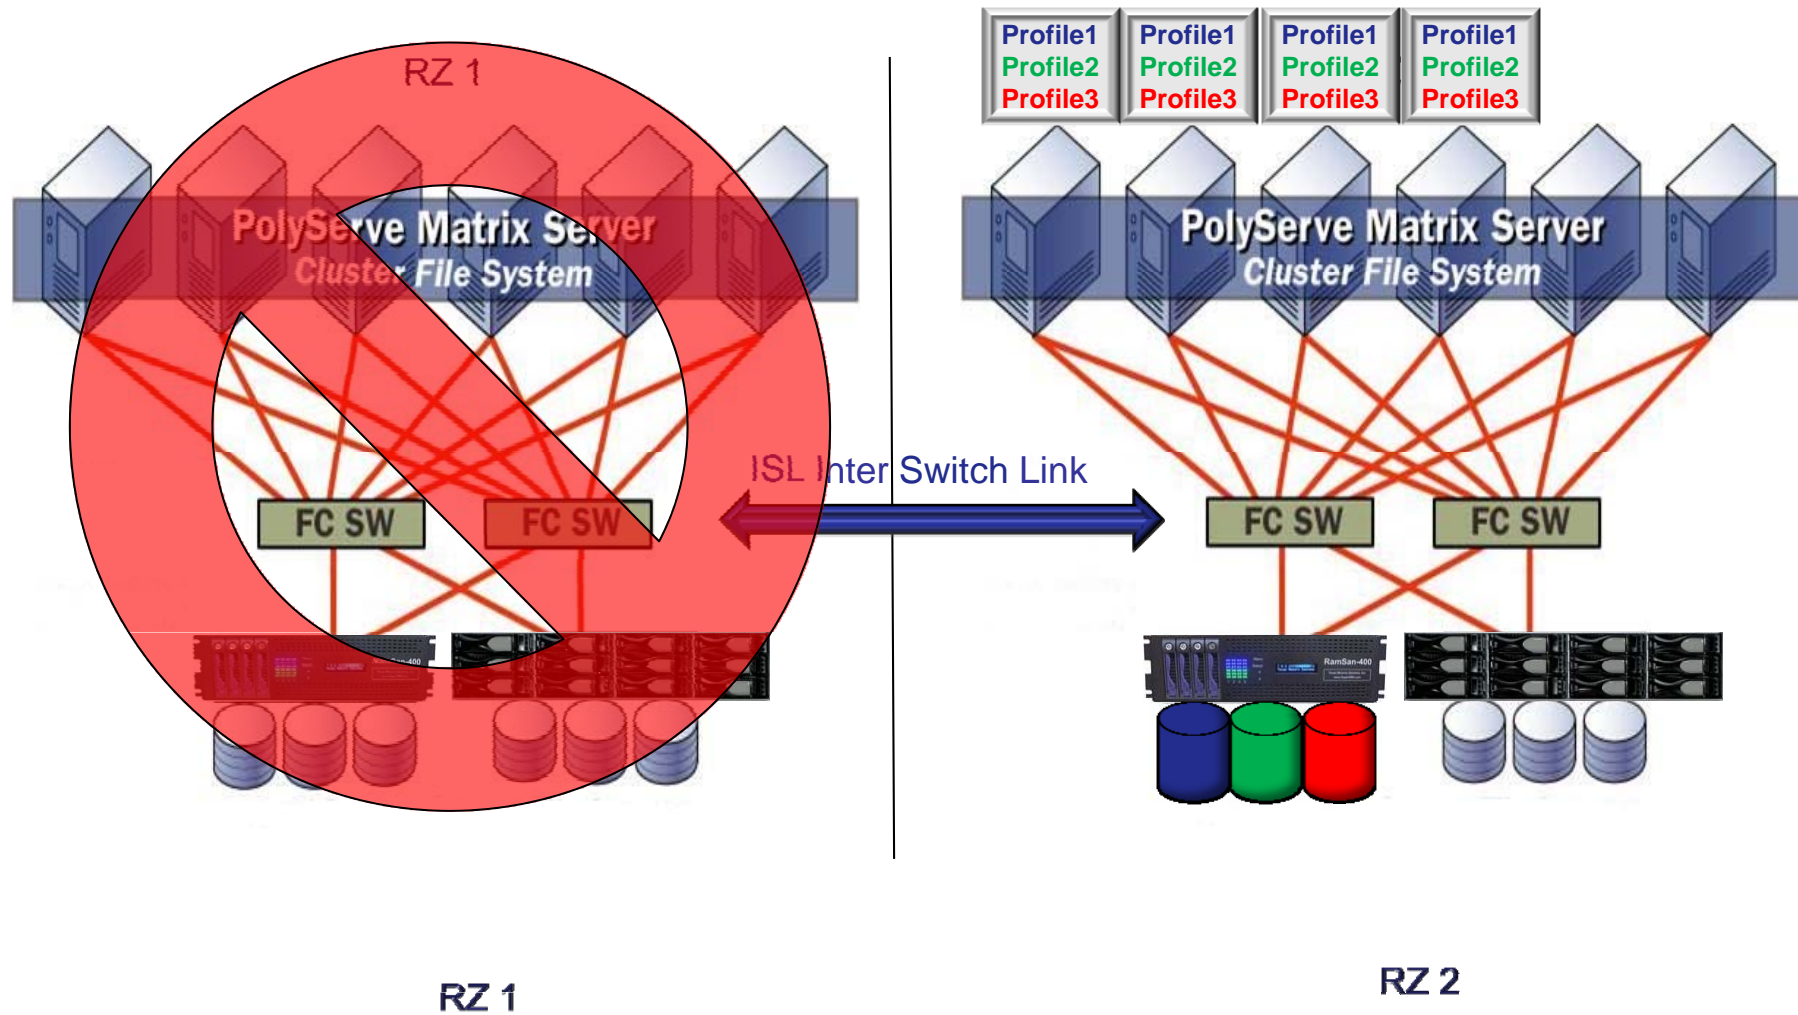 RZ 1
Profile1
Profile2
Profile3
Profile1
Profile2
Profile3
Profile1
Profile2
Profile3
Profile1
Profile2
Profile3
PolyServe Matrix Server
Cluster File System
PolyServe Matrix Server
Cluster File System
ISL Inter Switch Link
FC SW
FC SW
FC SW
FC SW
RamSan-400
RamSan-400
RZ 1
RZ 2